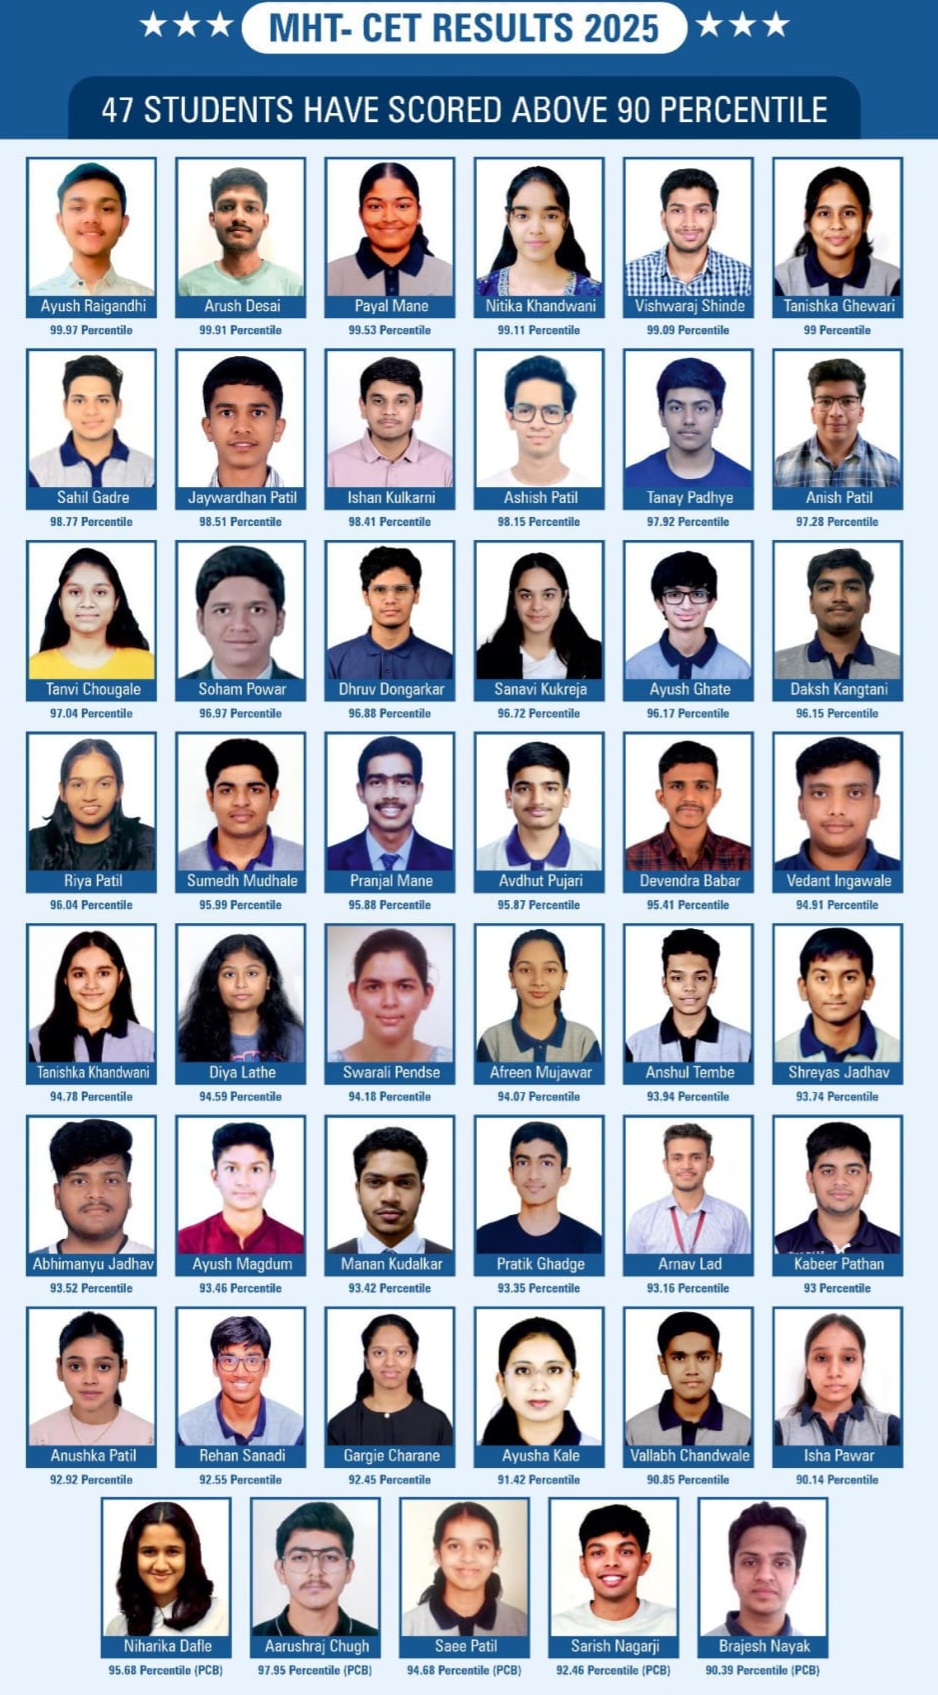 MHT- CET RESULTS 2025
47 STUDENTS HAVE SCORED ABOVE 90 PERCENTILE
Ayush Raigandhi
99.97 Percentile
Arush Desai
99.91 Percentile
Payal Mane
99.53 Percentile
Nitika Khandwani
99.11 Percentile
Vishwaraj Shinde
99.09 Percentile
Tanishka Ghewari
99 Percentile
Sahil Gadre
98.77 Percentile
Jaywardhan Patil
98.51 Percentile
Ishan Kulkarni
98.41 Percentile
Ashish Patil
98.15 Percentile
Tanay Padhye
97.92 Percentile
Anish Patil
97.28 Percentile
Tanvi Chougale
97.04 Percentile
Soham Powar
96.97 Percentile
Dhruv Dongarkar
96.88 Percentile
Sanavi Kukreja
96.72 Percentile
Ayush Ghate
96.17 Percentile
Daksh Kangtani
96.15 Percentile
Riya Patil
96.04 Percentile
Sumedh Mudhale
95.99 Percentile
Pranjal Mane
95.88 Percentile
Avdhut Pujari
95.87 Percentile
Devendra Babar
95.41 Percentile
Vedant Ingawale
94.91 Percentile
Tanishka Khandwani
94.78 Percentile
Diya Lathe
94.59 Percentile
Swarali Pendse
94.18 Percentile
Afreen Mujawar
94.07 Percentile
Anshul Tembe
93.94 Percentile
Shreyas Jadhav
93.74 Percentile
Abhimanyu Jadhav
93.52 Percentile
Ayush Magdum
93.46 Percentile
Manan Kudalkar
93.42 Percentile
Pratik Ghadge
93.35 Percentile
Arnav Lad
93.16 Percentile
Kabeer Pathan
93 Percentile
Anushka Patil
92.92 Percentile
Rehan Sanadi
92.55 Percentile
Gargie Charane
92.45 Percentile
Ayusha Kale
91.42 Percentile
Vallabh Chandwale
90.85 Percentile
Isha Pawar
90.14 Percentile
Niharika Dafle
95.68 Percentile (PCB)
Aarushraj Chugh
97.95 Percentile (PCB)
Saee Patil
94.68 Percentile (PCB)
Sarish Nagarji
92.46 Percentile (PCB)
Brajesh Nayak
90.39 Percentile (PCB)